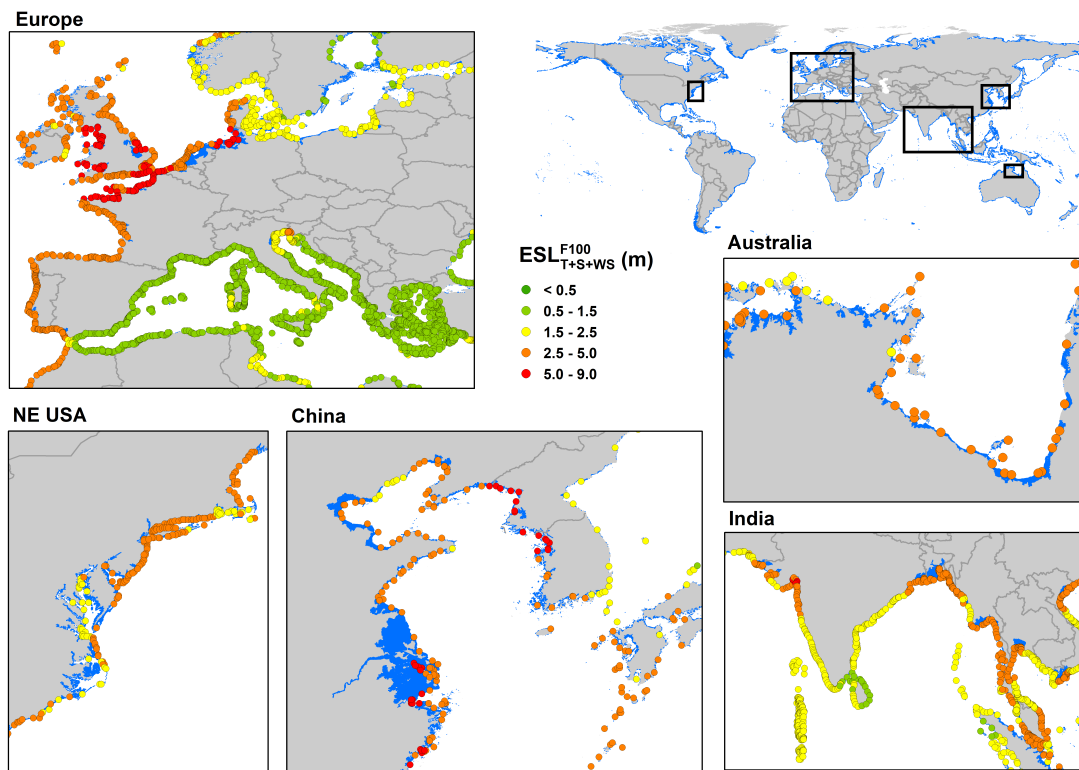 Europe
ESL F100 T+S+WS (m)
< 0.5
0.5 - 1.5
1.5 - 2.5
2.5 - 5.0
5.0 - 9.0
Australia
NE USA
China
India